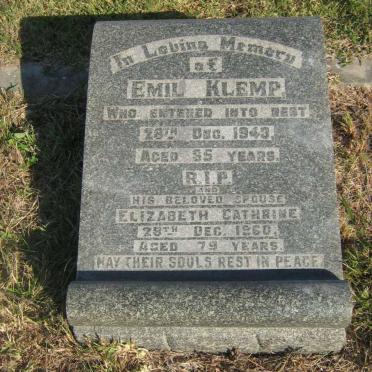 In Loving Memory
of
EMIL KLEMP.
WHO ENTERED INTO REST
28TH DEC. 1943.
AGED 55 YEARS.
R.I.P.
AND
HIS BELOVED SPOUSE
ELIZABETH CATHRINE
29TH DEC. 1960.
AGED 79 YEARS.
MAY THEIR SOULS REST IN PEACE